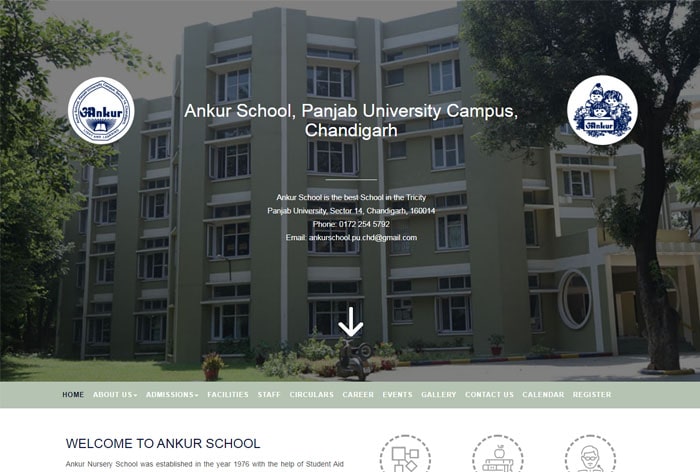 Ankur School, Panjab University Campus,
Chandigarh
Ankur
Ankur
Ankur School is the best School in the Tricity
Panjab University, Sector 14, Chandigarh, 160014
Phone: 0172 254 5792
Email: ankurschool.pu.chd@gmail.com
HOME ABOUT US ADMISSIONS FACILITIES STAFF CIRCULARS CAREER EVENTS GALLERY CONTACT US CALENDAR REGISTER
WELCOME TO ANKUR SCHOOL
Ankur Nursery School was established in the year 1976 with the help of Student Aid